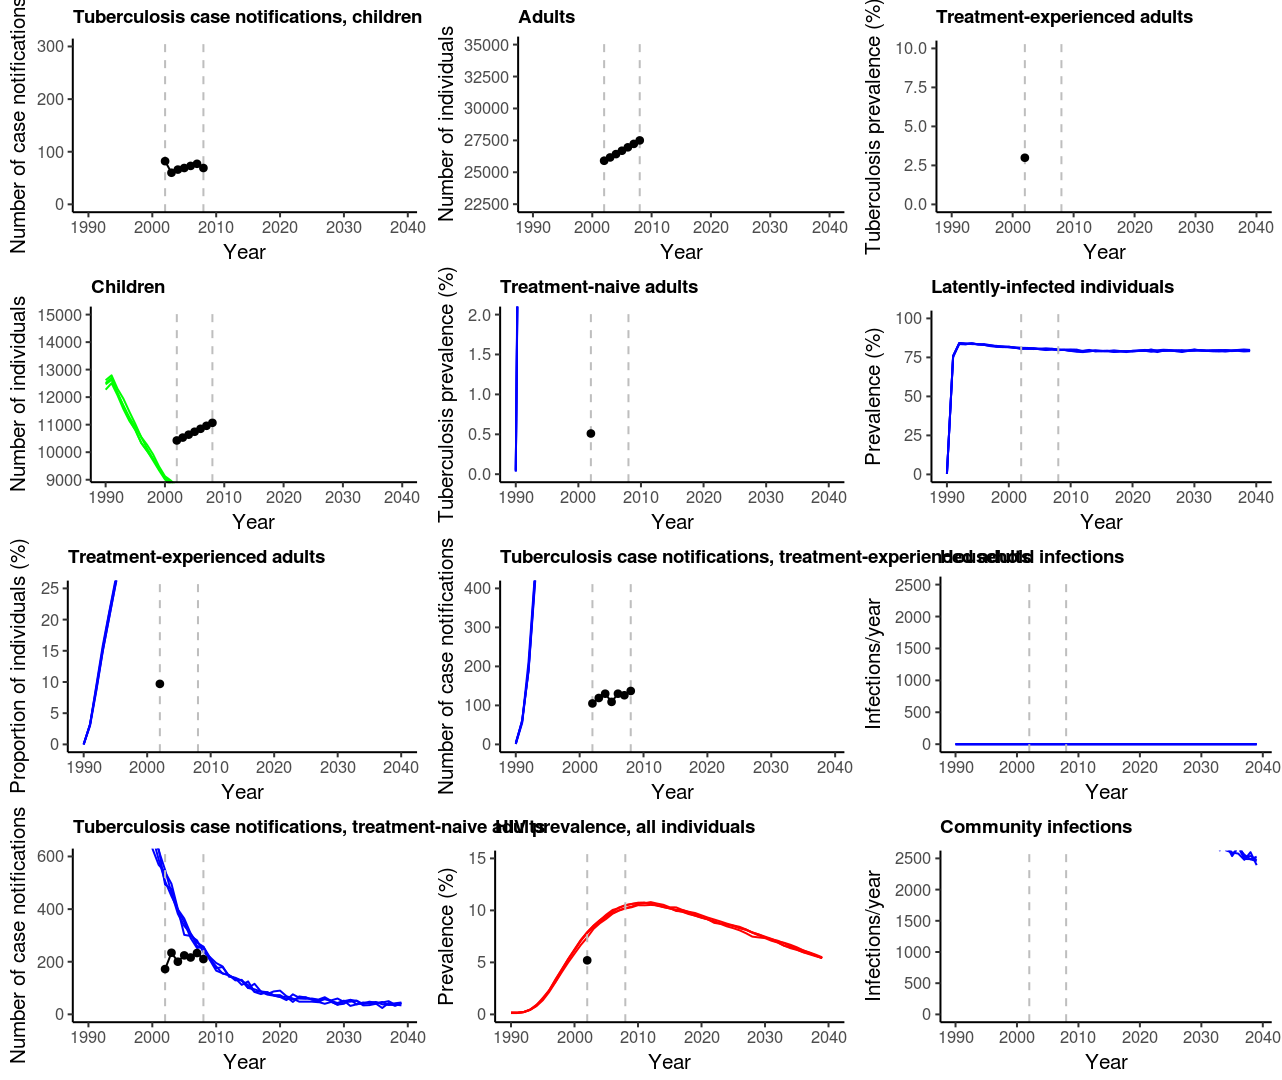 Tuberculosis case notifications, children
Number of case notifications
300
200
100
0
1990 2000 2010 2020 2030 2040
Year
Adults
Number of individuals
35000
32500
30000
27500
25000
22500
1990 2000 2010 2020 2030 2040
Year
Treatment-experienced adults
Tuberculosis prevalence (%)
10.0
7.5
5.0
2.5
0.0
1990 2000 2010 2020 2030 2040
Year
Children
Number of individuals
15000
14000
13000
12000
11000
10000
9000
1990 2000 2010 2020 2030 2040
Year
Treatment-naive adults
Tuberculosis prevalence (%)
2.0
1.5
1.0
0.5
0.0
1990 2000 2010 2020 2030 2040
Year
Latently-infected individuals
Prevalence (%)
100
75
50
25
0
1990 2000 2010 2020 2030 2040
Year
Treatment-experienced adults
Proportion of individuals (%)
25
20
15
10
5
0
1990 2000 2010 2020 2030 2040
Year
Tuberculosis case notifications, treatment-experienced adults
Number of case notifications
400
300
200
100
0
1990 2000 2010 2020 2030 2040
Year
Household infections
Infections/year
2500
2000
1500
1000
500
0
1990 2000 2010 2020 2030 2040
Year
Tuberculosis case notifications, treatment-naive adults
Number of case notifications
600
400
200
0
1990 2000 2010 2020 2030 2040
Year
HIV prevalence, all individuals
Prevalence (%)
15
10
5
0
1990 2000 2010 2020 2030 2040
Year
Community infections
Infections/year
2500
2000
1500
1000
500
0
1990 2000 2010 2020 2030 2040
Year